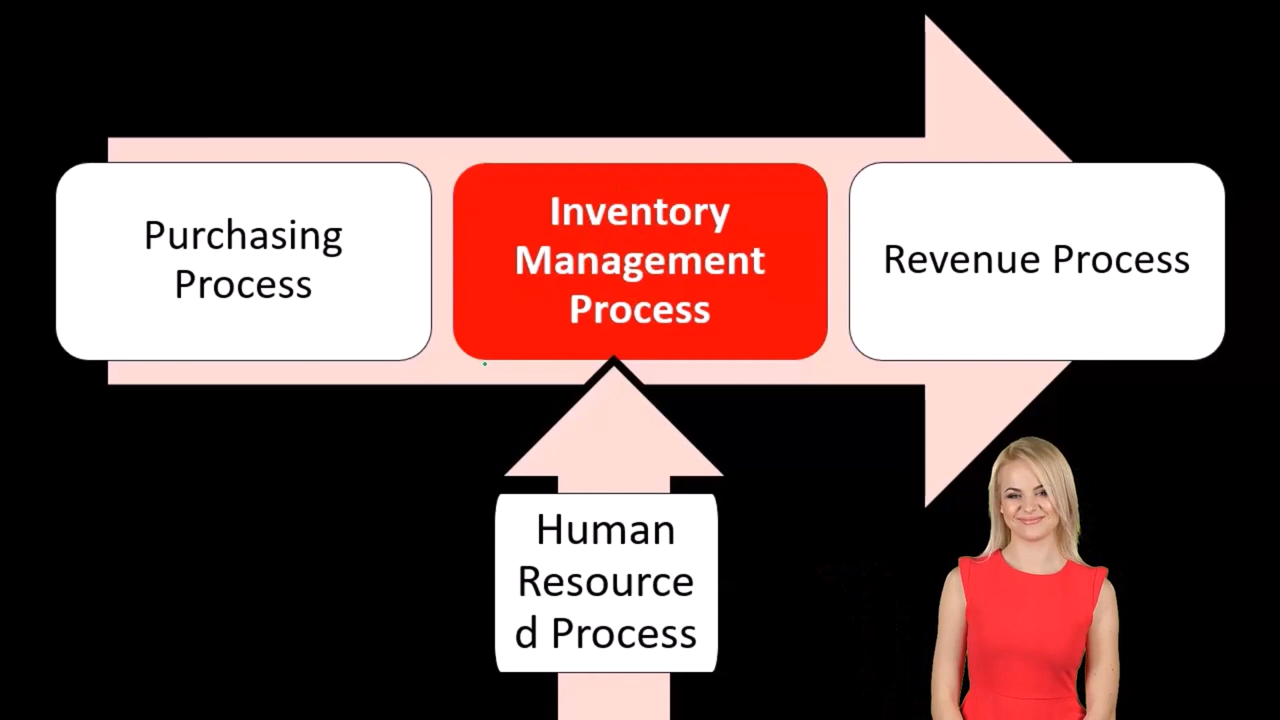 Purchasing
Process
Inventory
Management
Process
Revenue Process
Human
Resource
d Process